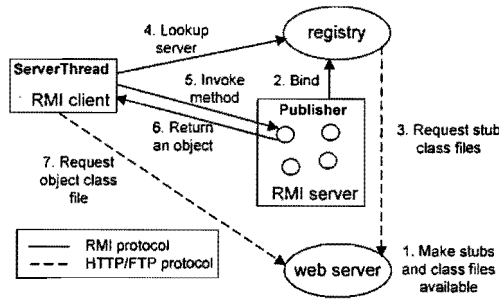 4. Lookup
server
registry
ServerThread
RMI client
5. Invoke
method
2. Bind
Publisher
6. Return
an object
RMI server
3. Request stub
class files
7. Request
object class
file
RMI protocol
HTTP/FTP protocol
web server
1. Make stubs
and class files
available